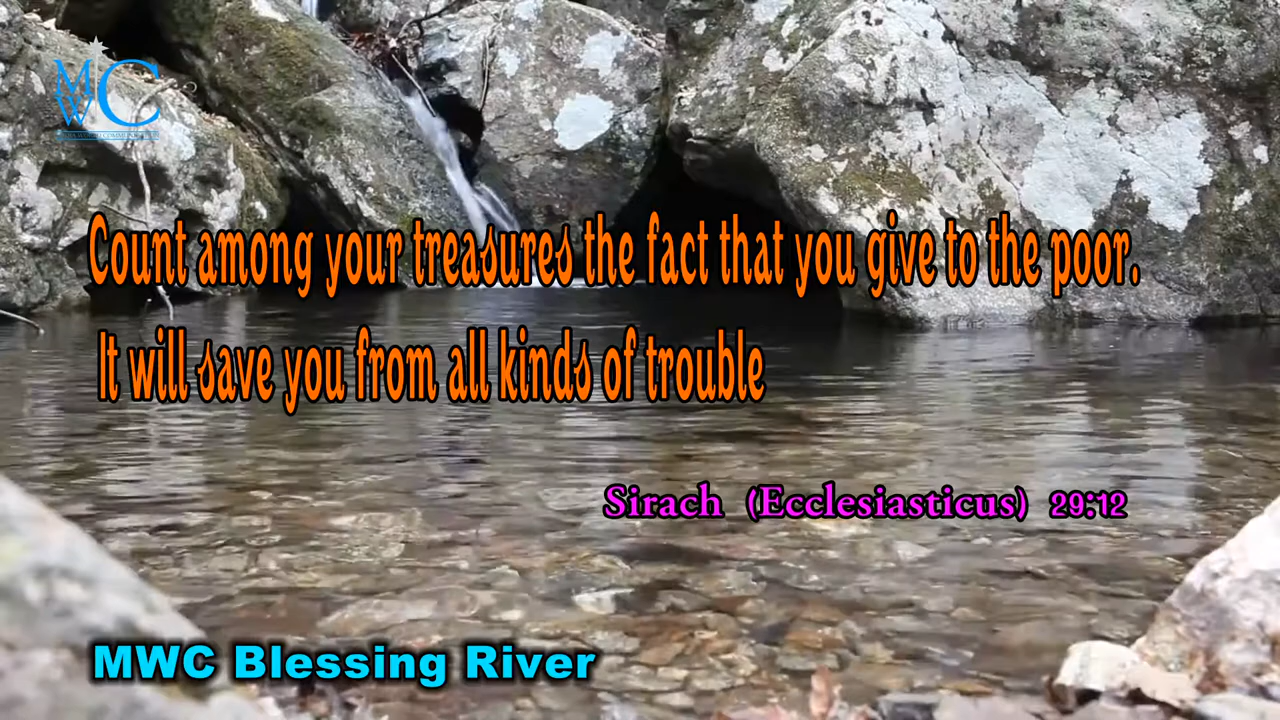 MWC
Count among your treasures the fact that you give to the poor.
It will save you from all kinds of trouble
Sirach (Ecclesiasticus) 29:12
MWC Blessing River